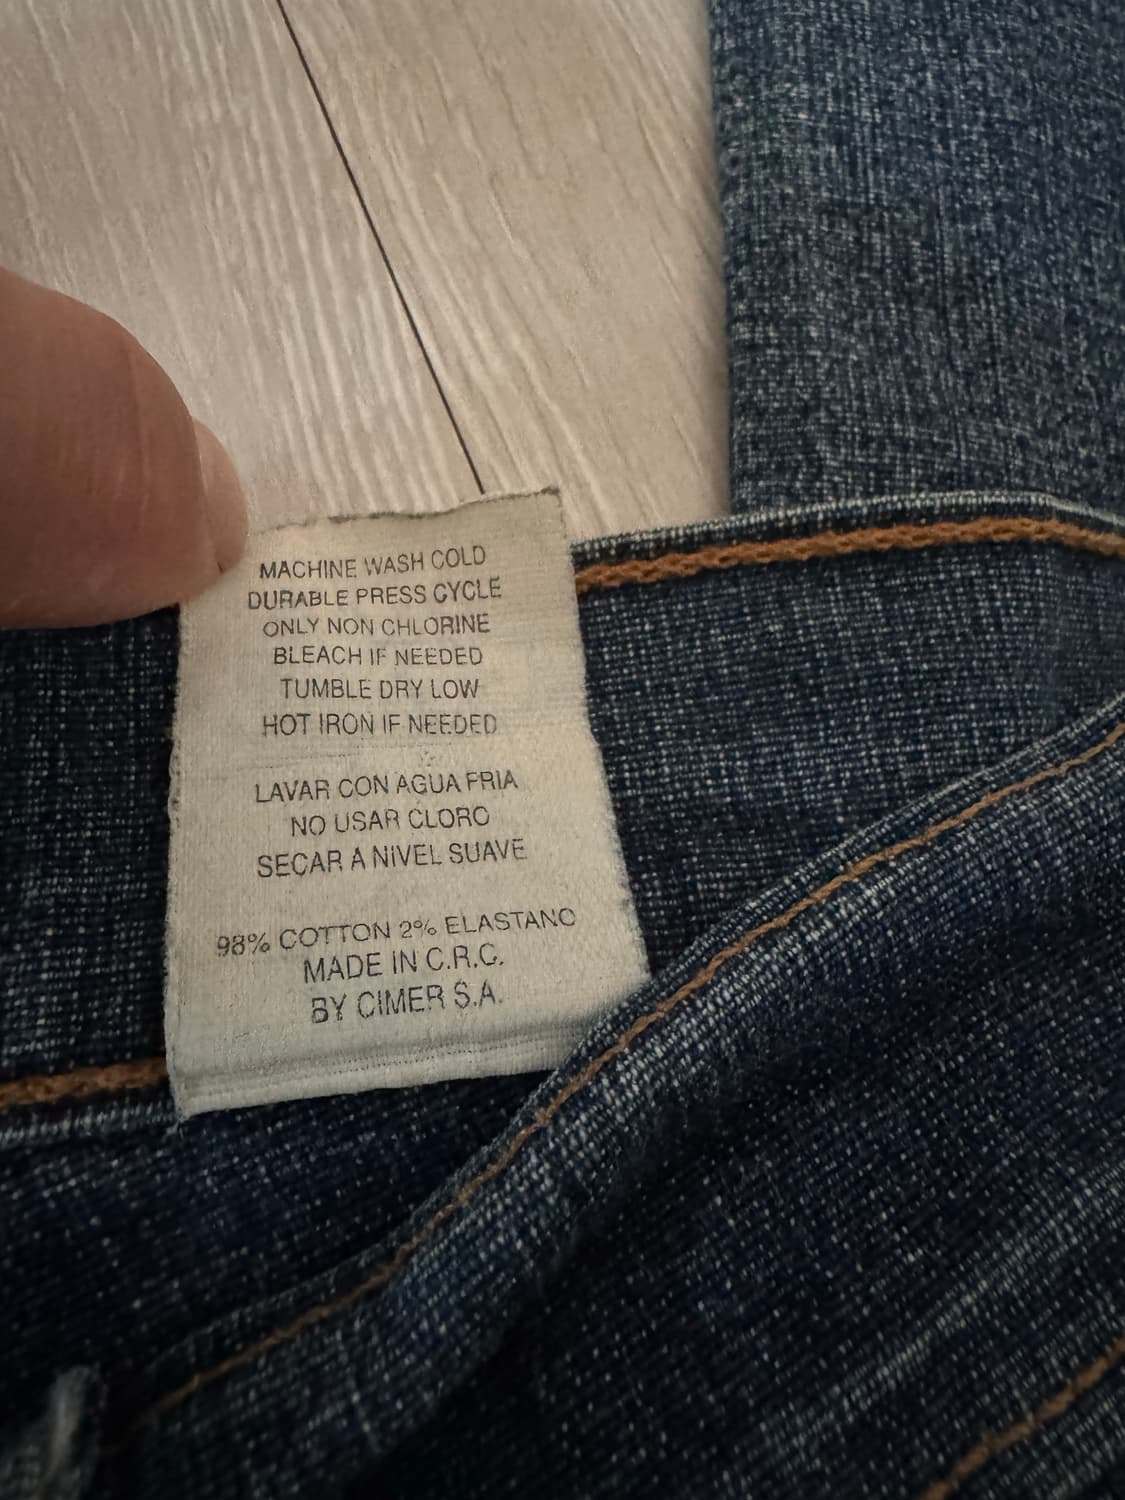 MACHINE WASH COLD
DURABLE PRESS CYCLE
ONLY NON CHLORINE
BLEACH IF NEEDED
TUMBLE DRY LOW
HOT IRON IF NEEDED
LAVAR CON AGUA FRIA
NO USAR CLORO
SECAR A NIVEL SUAVE
98% COTTON 2% ELASTANO
MADE IN C.R.C.
BY CIMER S.A.